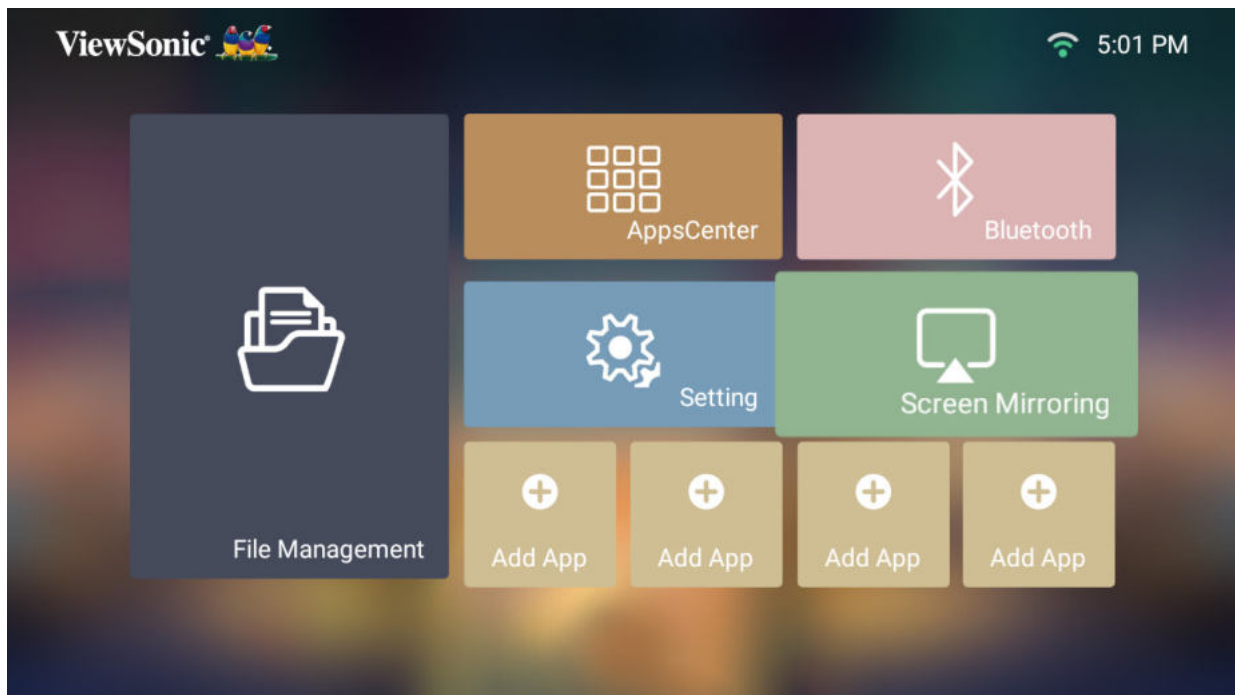 ViewSonic®
5:01 PM
AppsCenter
Bluetooth
Setting
Screen Mirroring
File Management
Add App
Add App
Add App
Add App